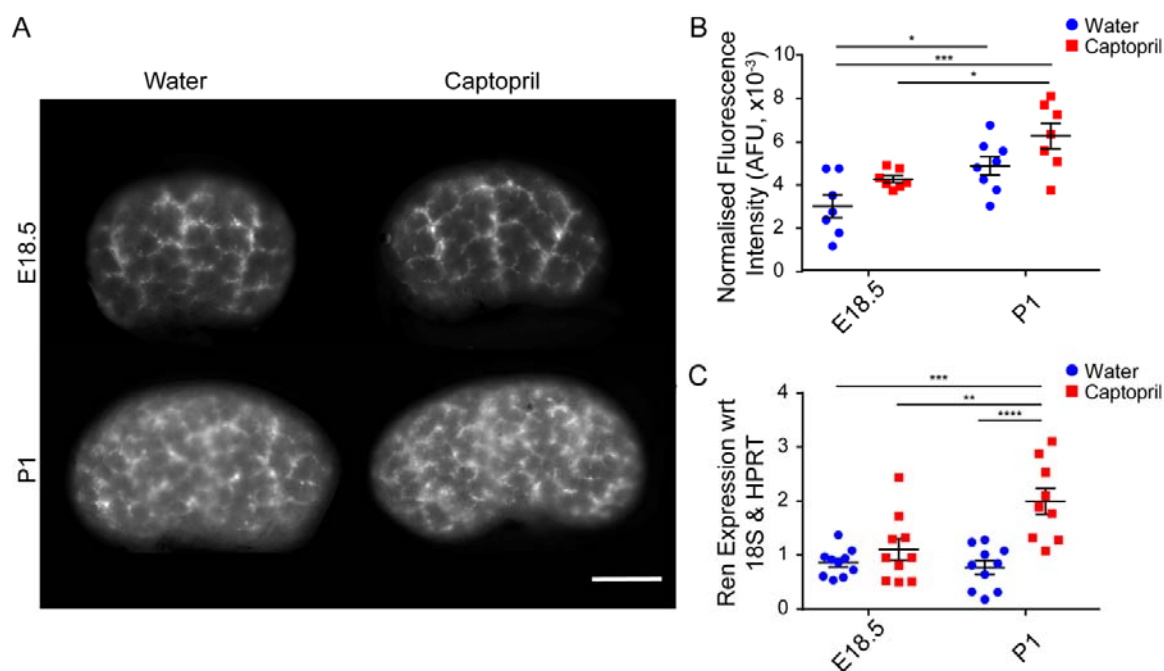 A
Water
Captopril
E18.5
P1
B
Water
Captopril
Normalised Fluorescence
Intensity (AFU, x10⁻³)
10
8
6
4
2
0
*
***
*
E18.5
P1
C
Water
Captopril
Ren Expression wrt
18S & HPRT
4
3
2
1
0
***
**
****
E18.5
P1